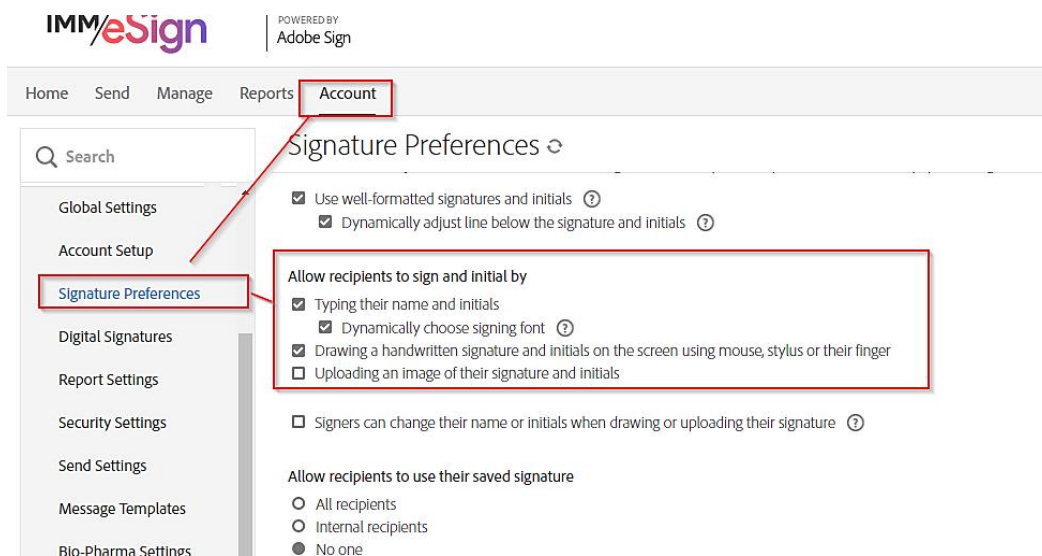 IMM/eSign
POWERED BY
Adobe Sign
Home Send Manage Reports Account
Search
Global Settings
Account Setup
Signature Preferences
Digital Signatures
Report Settings
Security Settings
Send Settings
Message Templates
Bio-Pharma Settings
Signature Preferences
Use well-formatted signatures and initials
Dynamically adjust line below the signature and initials
Allow recipients to sign and initial by
Typing their name and initials
Dynamically choose signing font
Drawing a handwritten signature and initials on the screen using mouse, stylus or their finger
Uploading an image of their signature and initials
Signers can change their name or initials when drawing or uploading their signature
Allow recipients to use their saved signature
All recipients
Internal recipients
No one